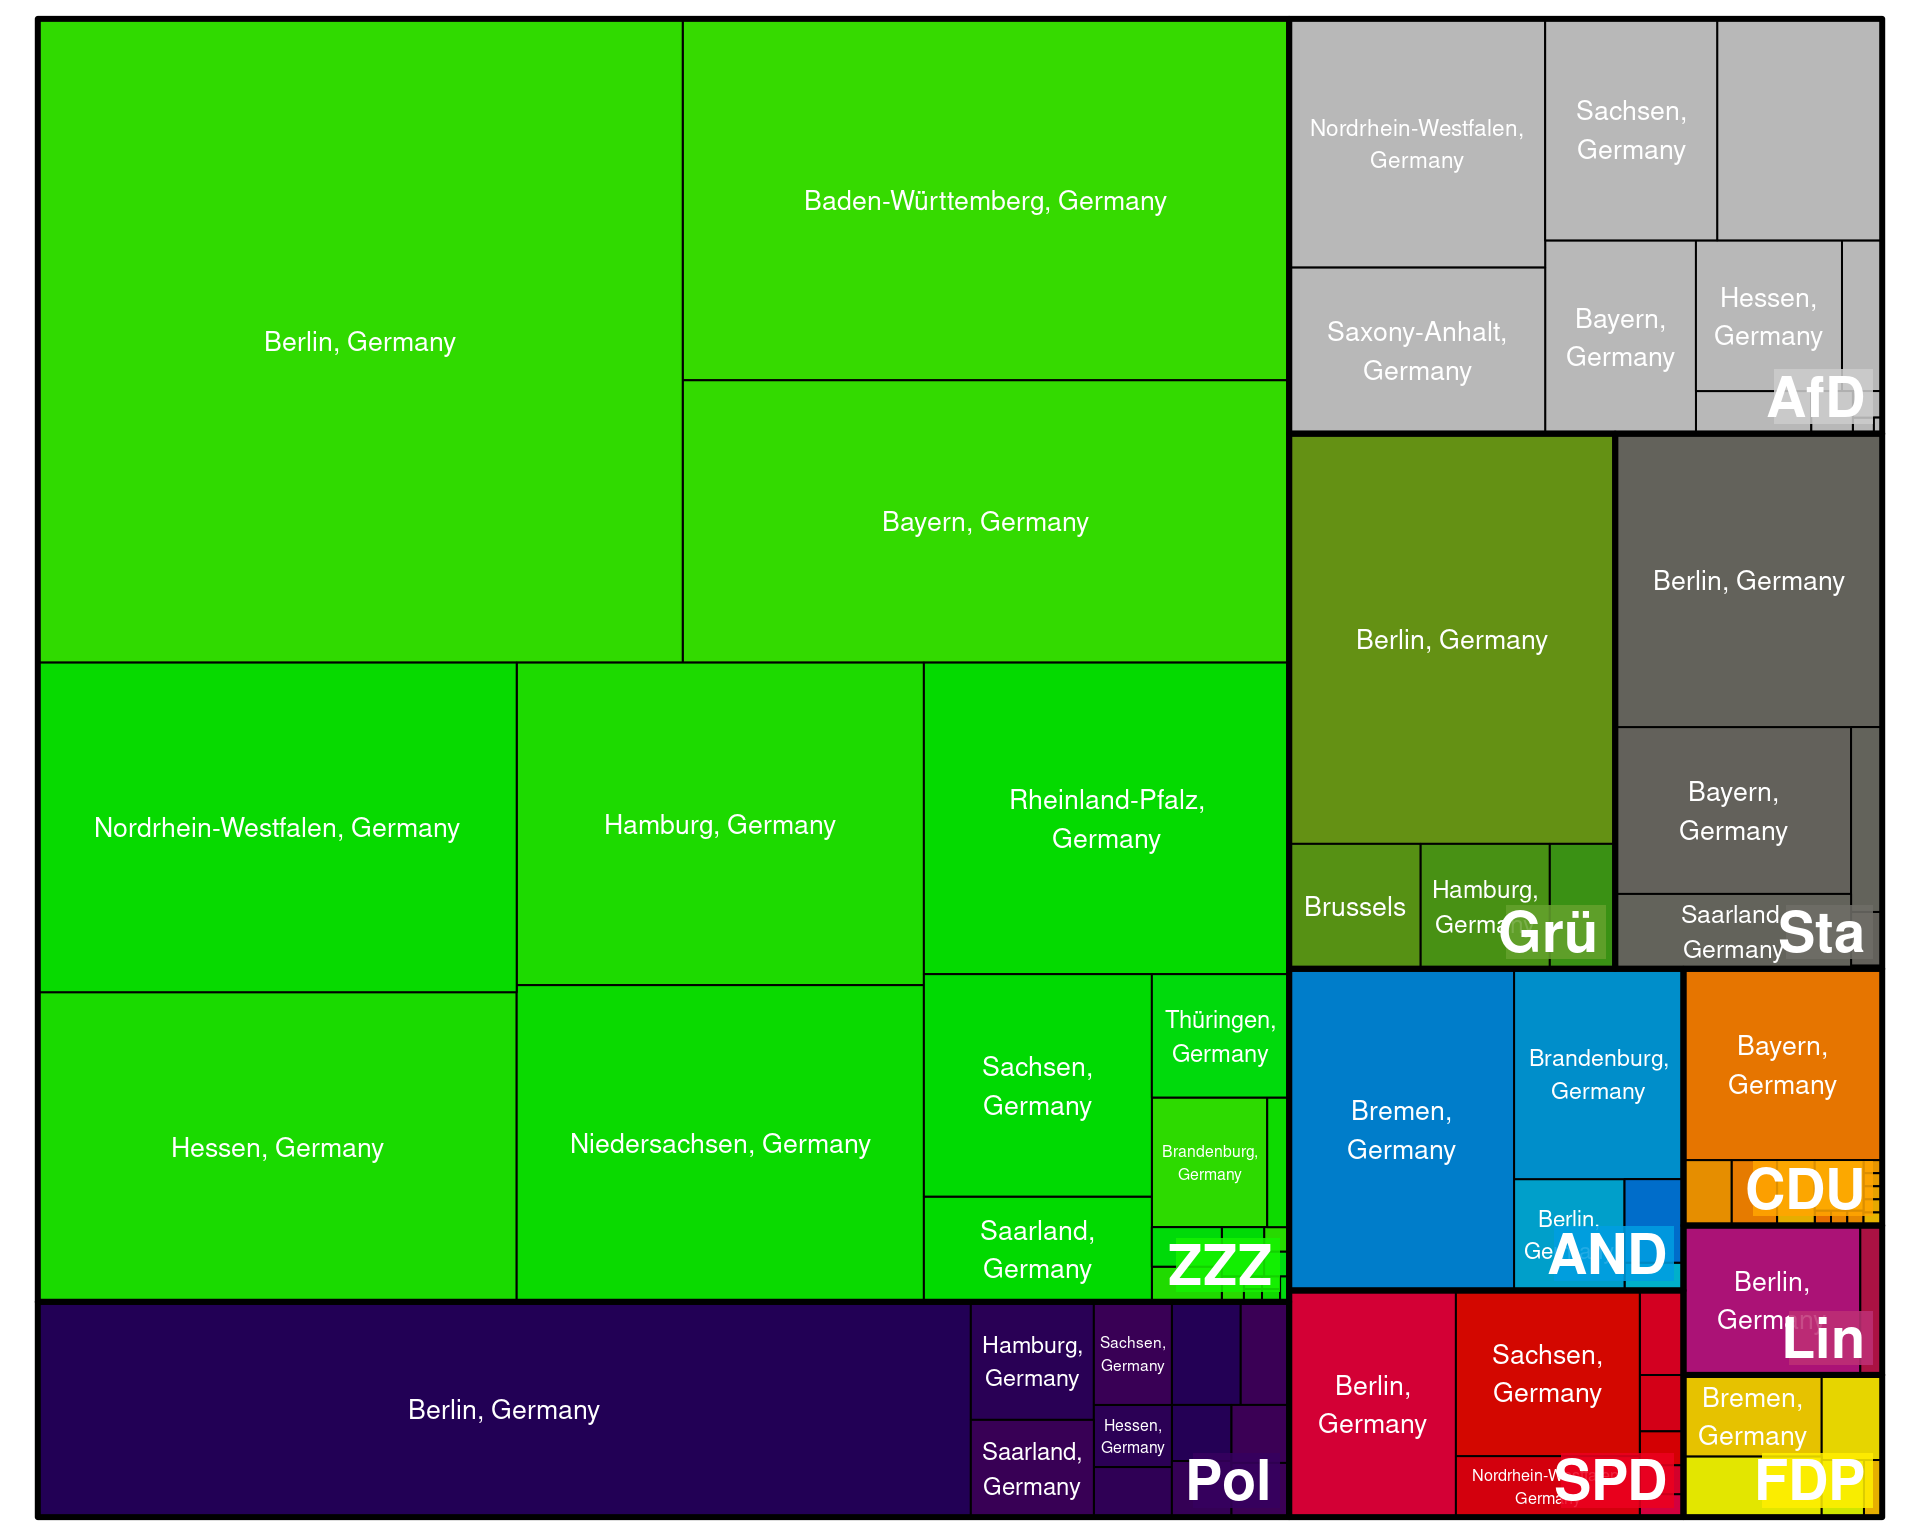 Berlin, Germany
Baden-Württemberg, Germany
Bayern, Germany
Nordrhein-Westfalen, Germany
Hamburg, Germany
Rheinland-Pfalz,
Germany
Hessen, Germany
Niedersachsen, Germany
Sachsen,
Germany
Thüringen,
Germany
Brandenburg,
Germany
Saarland,
Germany
ZZZ
Berlin, Germany
Hamburg,
Germany
Saarland,
Germany
Sachsen,
Germany
Hessen,
Germany
Pol
Nordrhein-Westfalen,
Germany
Sachsen,
Germany
Saxony-Anhalt,
Germany
Bayern,
Germany
Hessen,
Germany
AfD
Berlin, Germany
Brussels
Hamburg,
Germany
Grü
Berlin, Germany
Bayern,
Germany
Saarland,
Germany
Sta
Bremen,
Germany
Brandenburg,
Germany
Berlin,
AND
Bayern,
Germany
CDU
Berlin,
Germany
Lin
Berlin,
Germany
Sachsen,
Germany
SPD
Bremen,
Germany
FDP